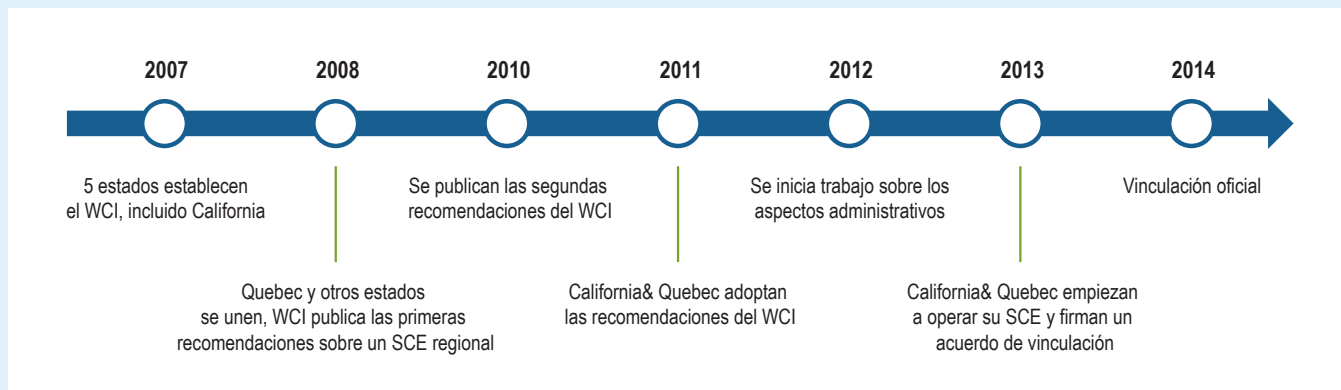 2007
2008
2010
2011
2012
2013
2014
5 estados establecen
el WCI, incluido California
Se publican las segundas
recomendaciones del WCI
Se inicia trabajo sobre los
aspectos administrativos
Vinculación oficial
Quebec y otros estados
se unen, WCI publica las primeras
recomendaciones sobre un SCE regional
California& Quebec adoptan
las recomendaciones del WCI
California& Quebec empiezan
a operar su SCE y firman un
acuerdo de vinculación